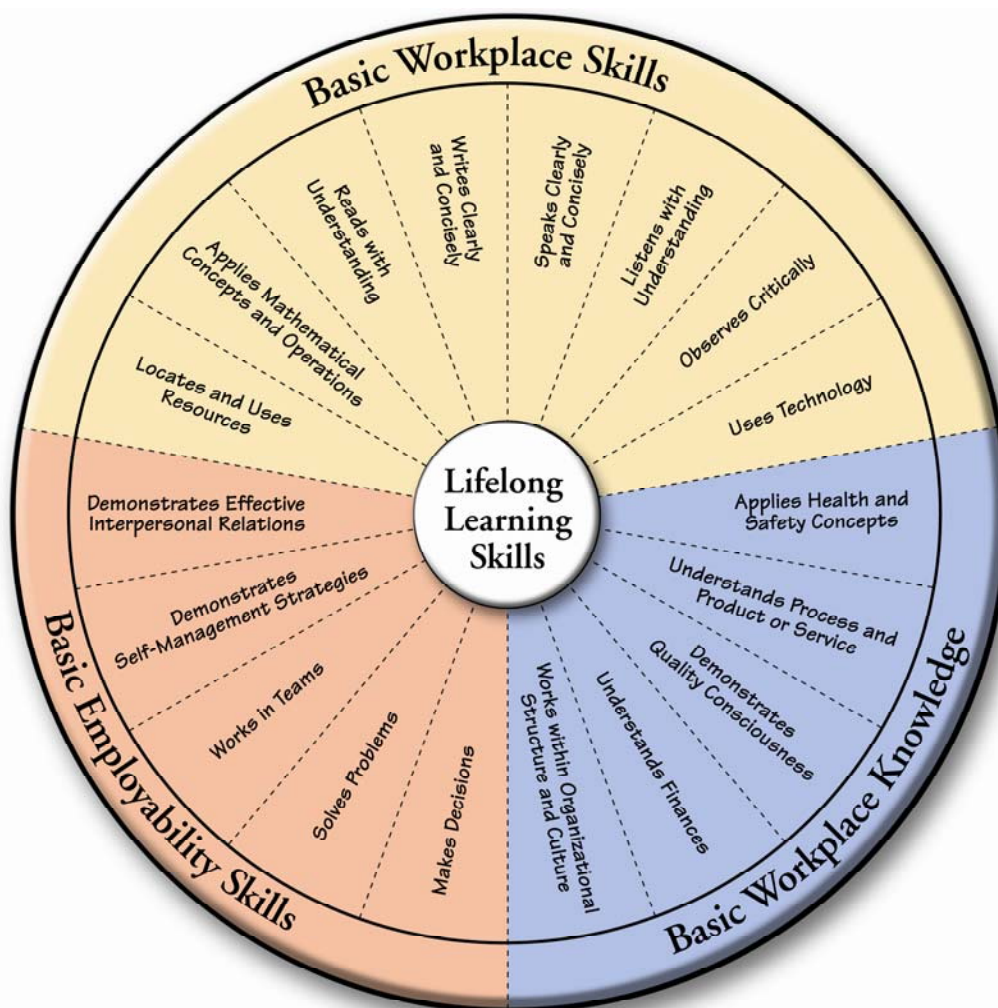 Basic Workplace Skills
Locates and Uses
Resources
Applies Mathematical
Concepts and Operations
Reads with
Understanding
Writes Clearly
and Concisely
Speaks Clearly
and Concisely
Listens with
Understanding
Observes Critically
Uses Technology
Basic Workplace Knowledge
Applies Health and
Safety Concepts
Understands Process and
Product or Service
Demonstrates
Quality Consciousness
Understands Finances
Works within Organizational
Structure and Culture
Basic Employability Skills
Makes Decisions
Solves Problems
Works in Teams
Demonstrates
Self-Management Strategies
Demonstrates Effective
Interpersonal Relations
Lifelong
Learning
Skills